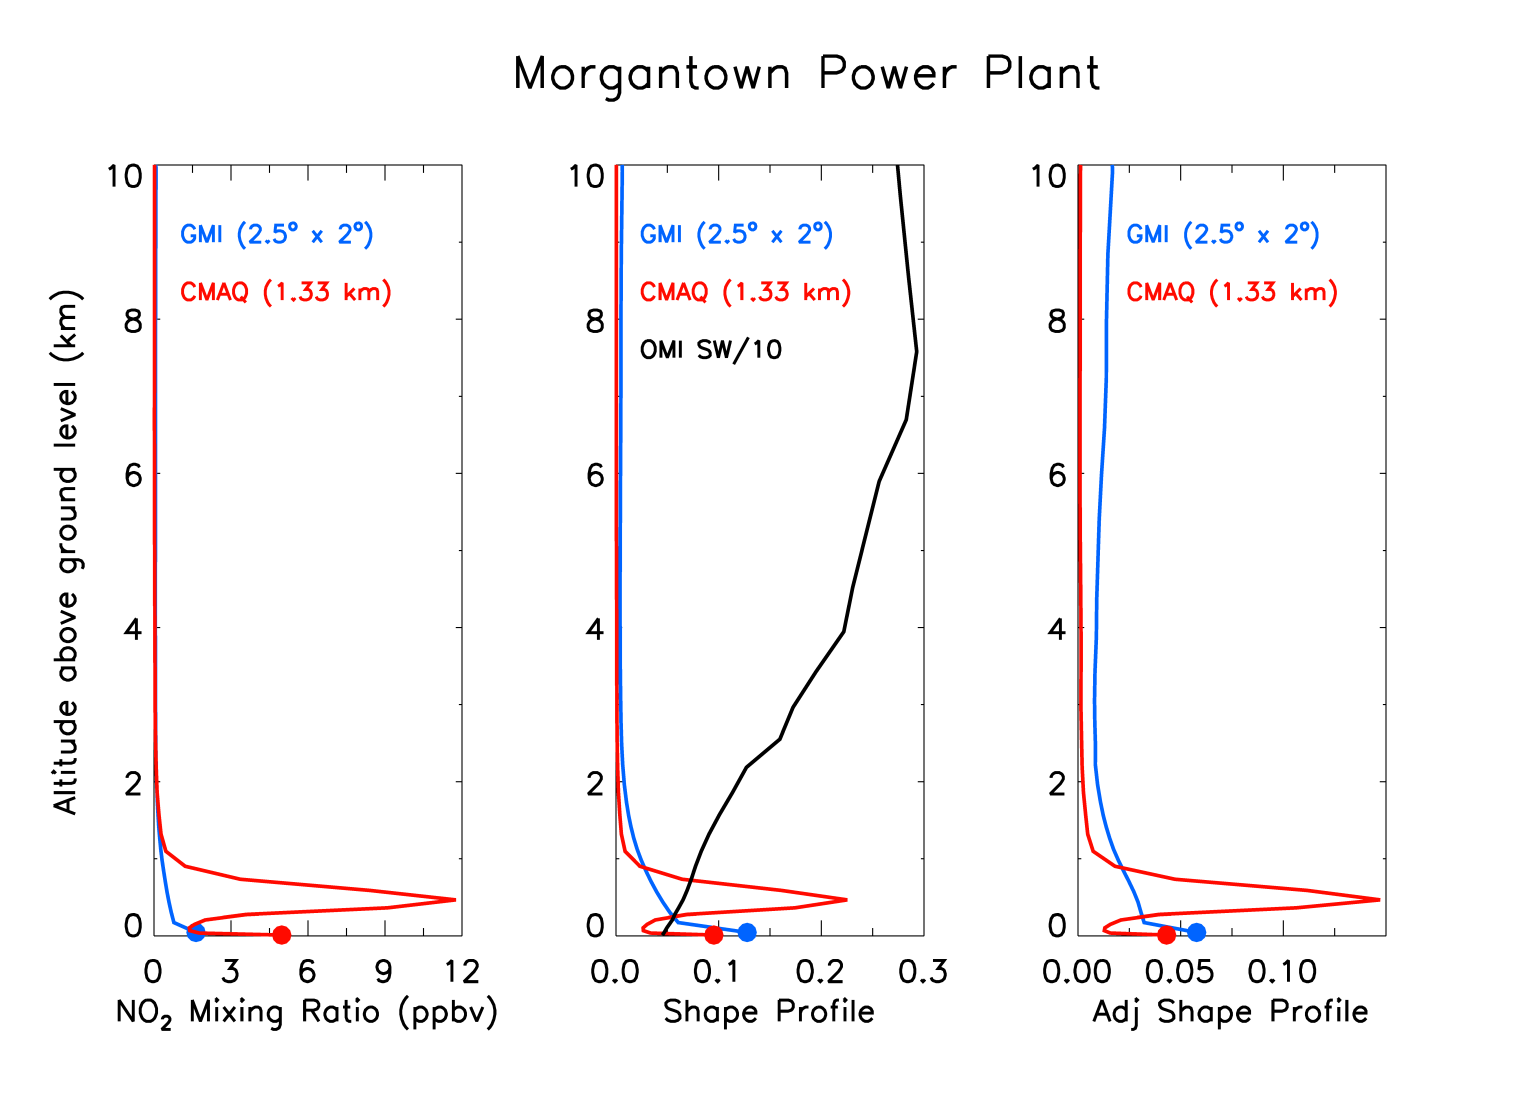 Morgantown Power Plant
Altitude above ground level (km)
10
8
6
4
2
0
GMI (2.5° x 2°)
CMAQ (1.33 km)
0 3 6 9 12
NO₂ Mixing Ratio (ppbv)
10
8
6
4
2
0
GMI (2.5° x 2°)
CMAQ (1.33 km)
OMI SW/10
0.0 0.1 0.2 0.3
Shape Profile
10
8
6
4
2
0
GMI (2.5° x 2°)
CMAQ (1.33 km)
0.00 0.05 0.10
Adj Shape Profile